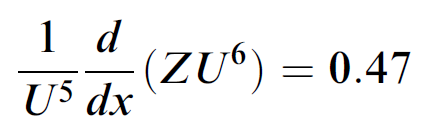 1/U⁵ d/dx (ZU⁶) = 0.47